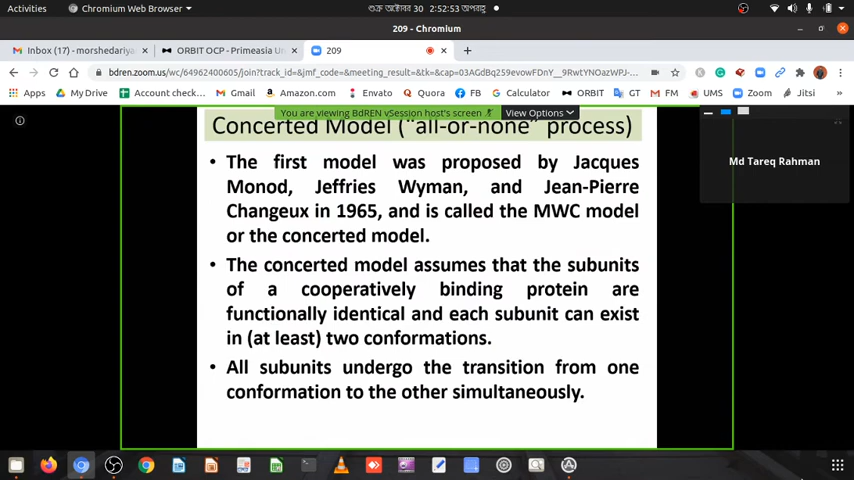 Activities
Chromium Web Browser
শুক্র অক্টোবর 30 2:52:53 অপরাহ্ণ
209 - Chromium
Inbox (17) - morshedariya
ORBIT OCP - Primeasia Un
209
bdren.zoom.us/wc/64962400605/join?track_id=&jmf_code=&meeting_result=&tk=&cap=03AGdBq2S9evowFDnY__9RwtYNOazWPJ-...
Apps
My Drive
Account check...
Envato
Quora
FB
Calculator
Amazon.com
ORBIT
GT
FM
UMS
Zoom
Jitsi
You are viewing BdREN vSession host's screen
View Options
Concerted Model ("all-or-none" process)
• The first model was proposed by Jacques
Monod, Jeffries Wyman, and Jean-Pierre
Changeux in 1965, and is called the MWC model
or the concerted model.
• The concerted model assumes that the subunits
of a cooperatively binding protein are
functionally identical and each subunit can exist
in (at least) two conformations.
• All subunits undergo the transition from one
conformation to the other simultaneously.
Md Tareq Rahman